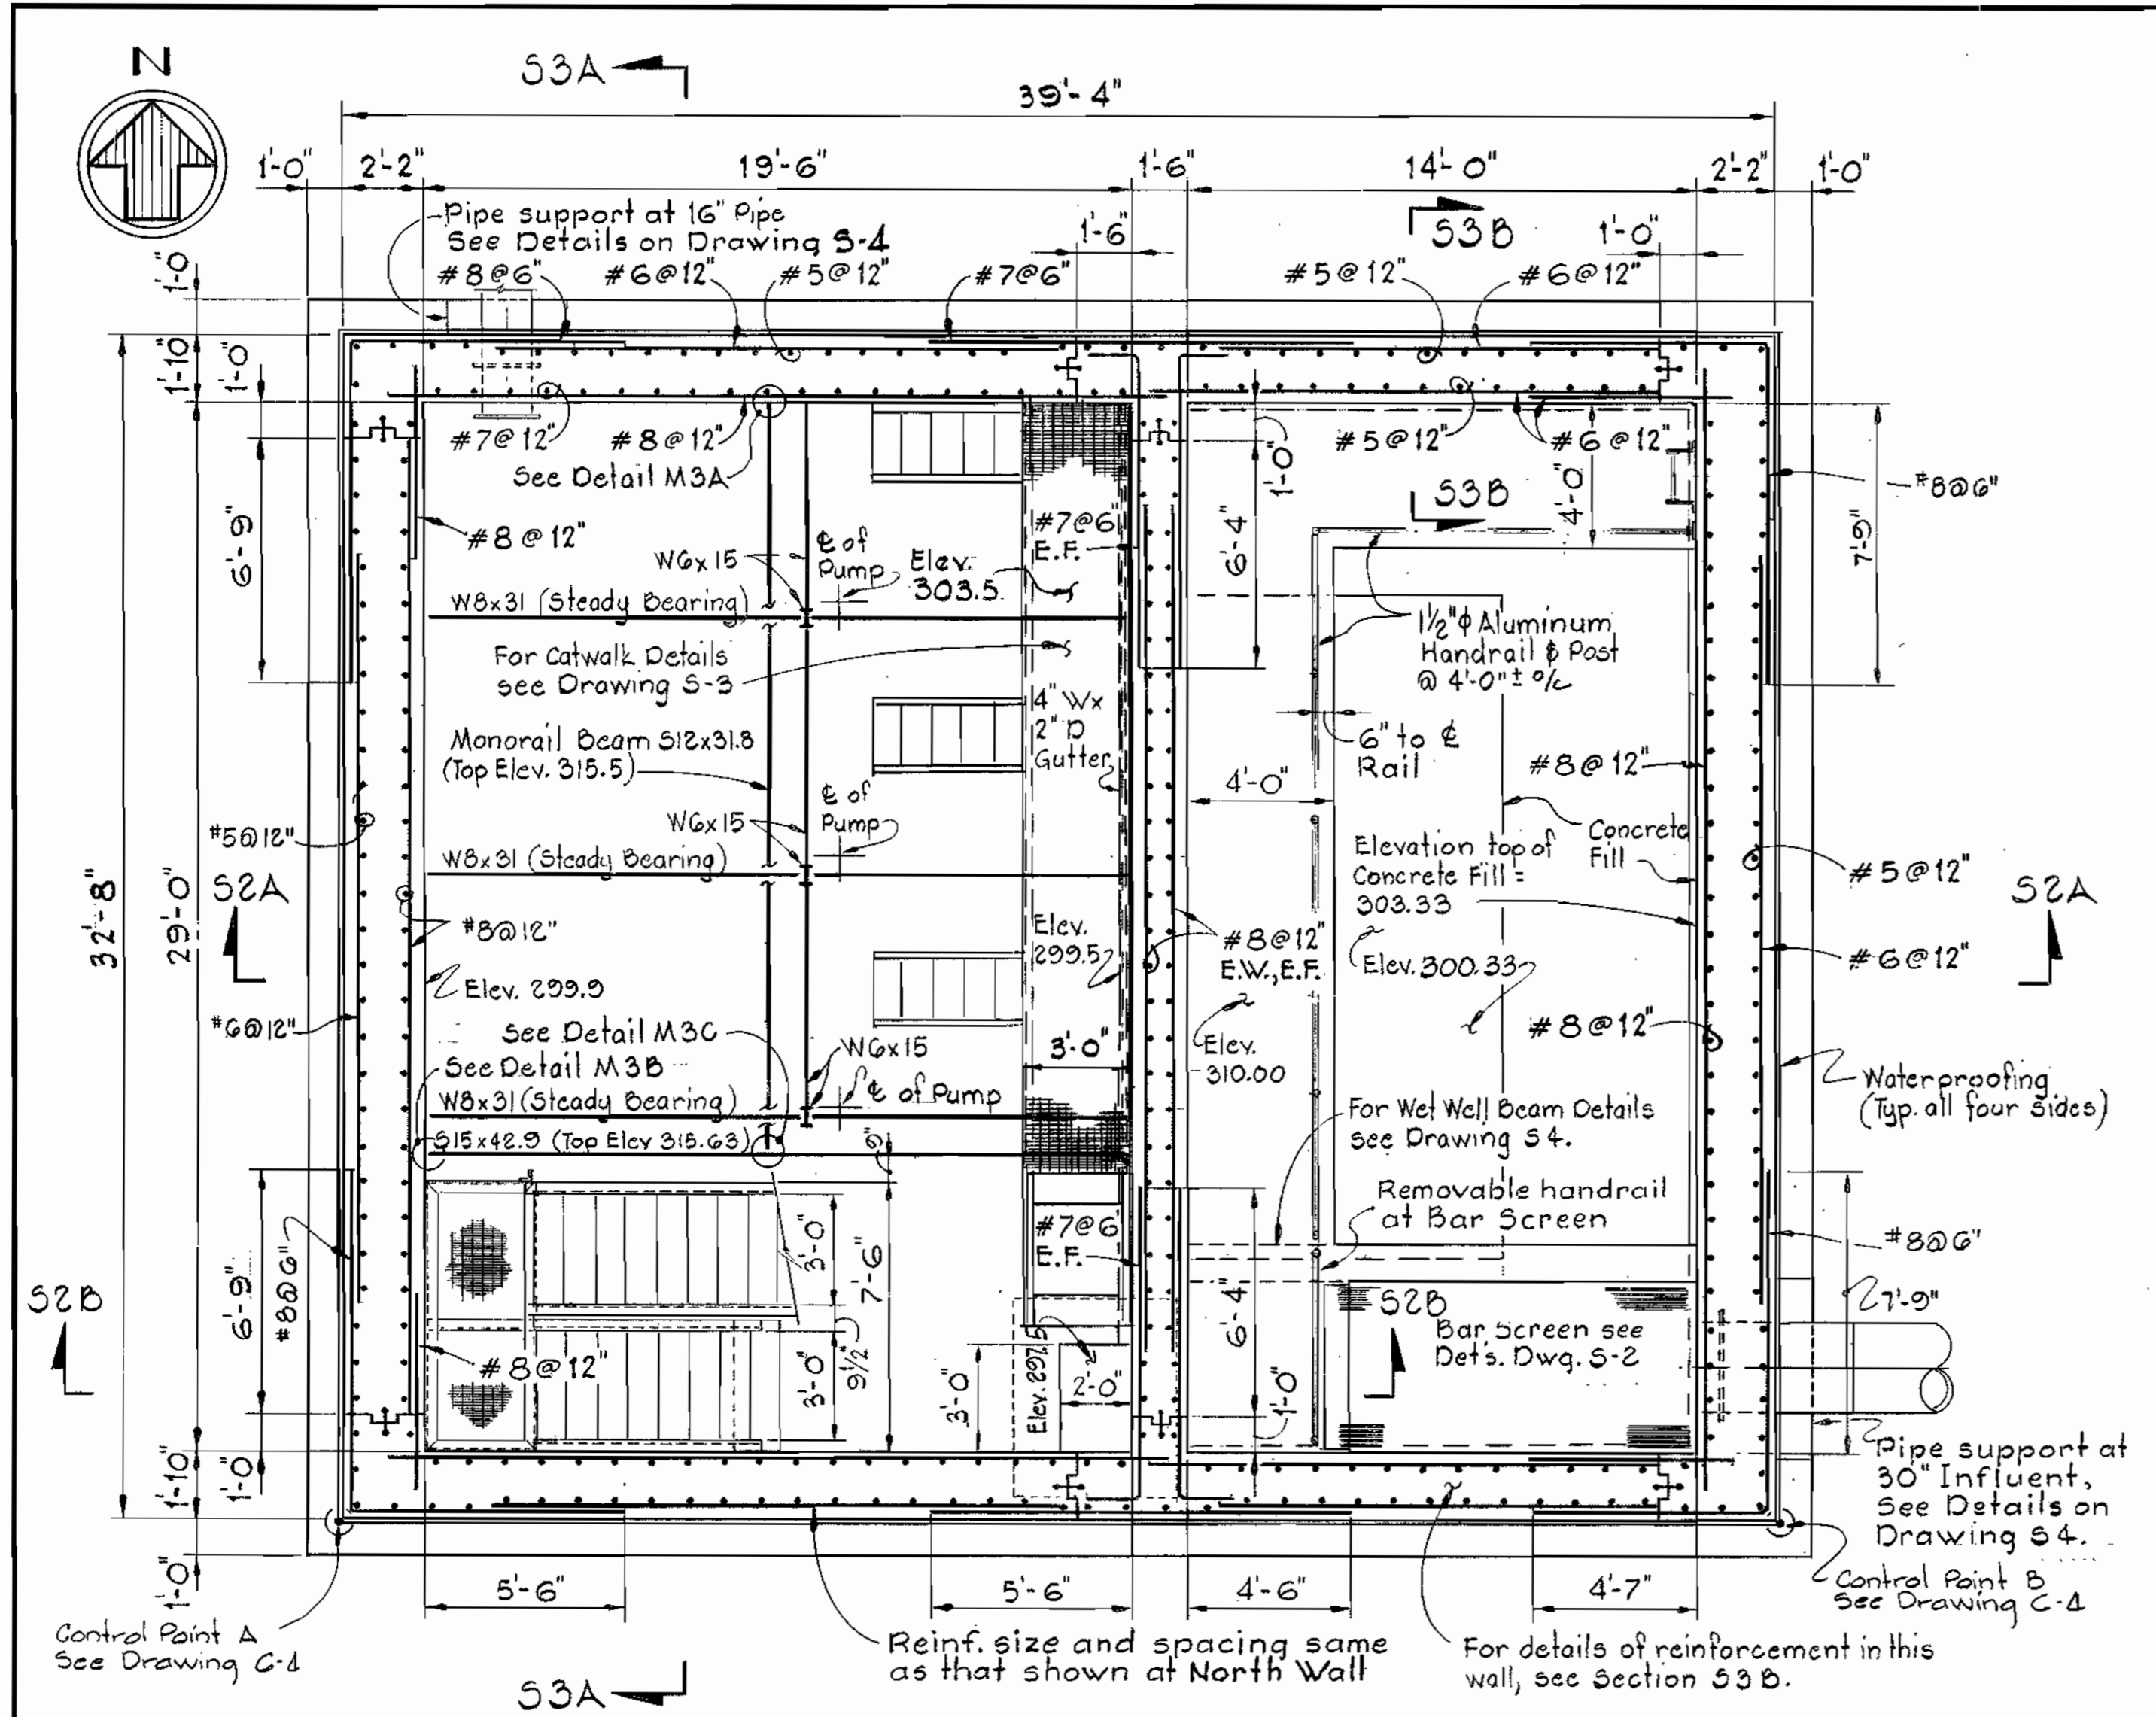 N
S3A
39'-4"
1'-0"
2'-2"
19'-6"
1'-6"
14'-0"
2'-2"
1'-0"
Pipe support at 16" Pipe
See Details on Drawing S-4
1'-6"
S3B
1'-0"
1'-0"
#8@6"
#6@12"
#5@12"
#7@6"
#5@12"
#6@12"
1'-10"
1'-0"
#7@12"
#8@12"
See Detail M3A
#5@12"
#6@12"
1'-0"
4'-0"
S3B
#8@6"
7'-9"
6'-9"
#8@12"
W6x15
℄ of
Pump
Elev.
303.5
#7@6"
E.F.
6'-4"
W8x31 (Steady Bearing)
1½"ϕ Aluminum
Handrail & Post
@ 4'-0"± o/c
For Catwalk Details
see Drawing S-3
4" Wx
2" D
Gutter
6" to ℄
Rail
Monorail Beam S12x31.8
(Top Elev. 315.5)
#8@12"
4'-0"
℄ of
Pump
W6x15
#5@12"
W8x31 (Steady Bearing)
Concrete
Fill
Elevation top of
Concrete Fill =
303.33
#5@12"
32'-8"
29'-0"
S2A
S2A
#8@12"
Elev.
299.5
#8@12"
E.W., E.F.
Elev. 300.33
#6@12"
Elev. 299.9
#6@12"
See Detail M3C
#8@12"
W6x15
3'-0"
Elev.
310.00
See Detail M3B
W8x31 (Steady Bearing)
℄ of Pump
Waterproofing
(Typ. all four sides)
For Wet Well Beam Details
see Drawing S4.
S15x42.9 (Top Elev 315.63)
9"
Removable handrail
at Bar Screen
#7@6"
E.F.
3'-0"
7'-6"
#8@6"
6'-9"
#8@6"
S2B
S2B
6'-4"
7'-9"
Bar Screen see
Det's. Dwg. S-2
#8@12"
3'-0"
9½"
3'-0"
Elev. 297.5
2'-0"
1'-0"
Pipe support at
30" Influent,
See Details on
Drawing S4.
1'-10"
1'-0"
1'-0"
5'-6"
5'-6"
4'-6"
4'-7"
Control Point B
See Drawing C-4
Control Point A
See Drawing C-4
Reinf. size and spacing same
as that shown at North Wall
For details of reinforcement in this
wall, see Section S3B.
S3A